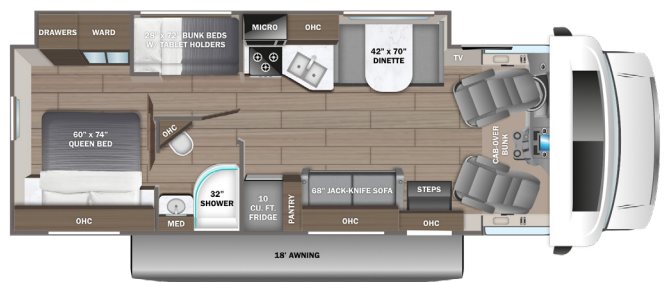 DRAWERS WARD
28" x 72" BUNK BEDS
W/ TABLET HOLDERS
MICRO
OHC
42" x 70"
DINETTE
TV
60" x 74"
QUEEN BED
OHC
CAB-OVER
BUNK
OHC
MED
32"
SHOWER
10
CU. FT.
FRIDGE
PANTRY
68" JACK-KNIFE SOFA
OHC
STEPS
OHC
18' AWNING